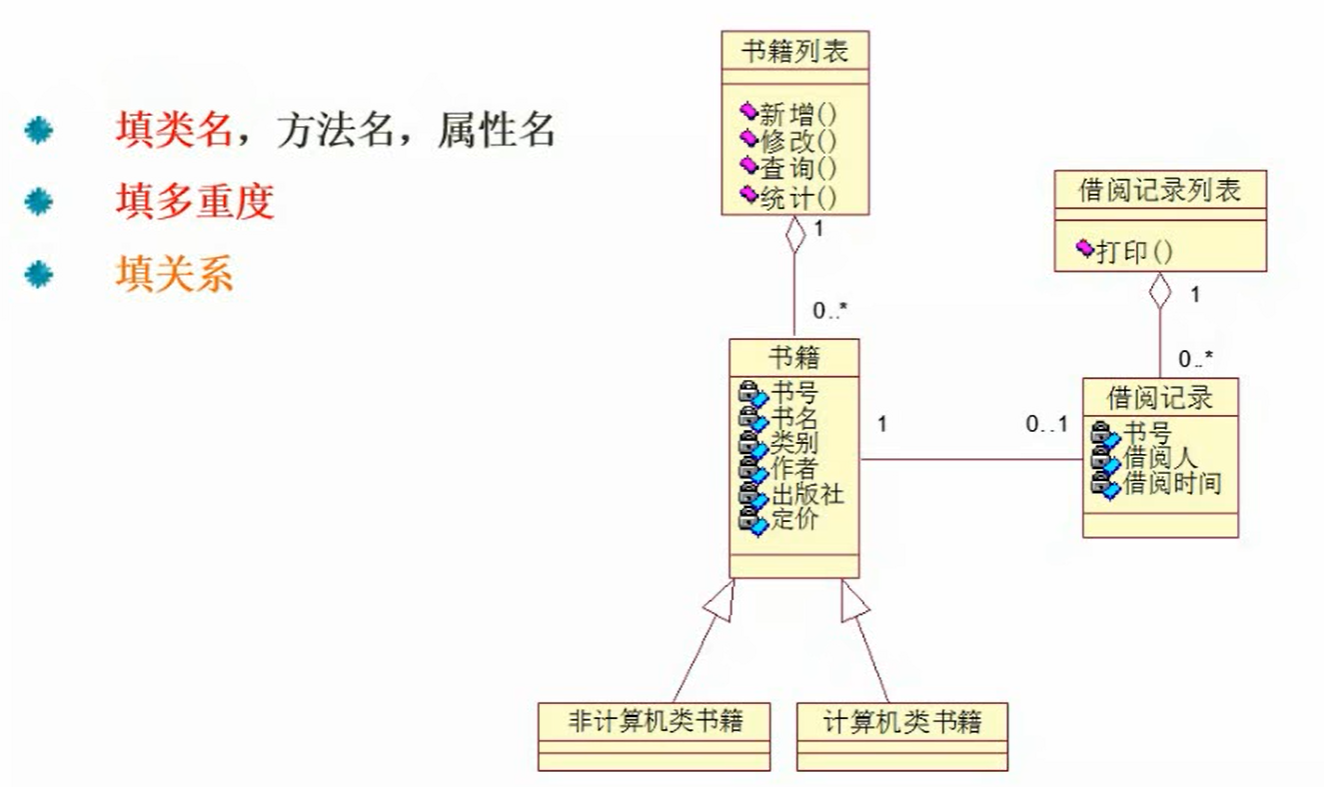 填类名，方法名，属性名
填多重度
填关系
书籍列表
新增()
修改()
查询()
统计()
1
0..*
借阅记录列表
打印()
1
0..*
书籍
书号
书名
类别
作者
出版社
定价
1
0..1
借阅记录
书号
借阅人
借阅时间
非计算机类书籍
计算机类书籍